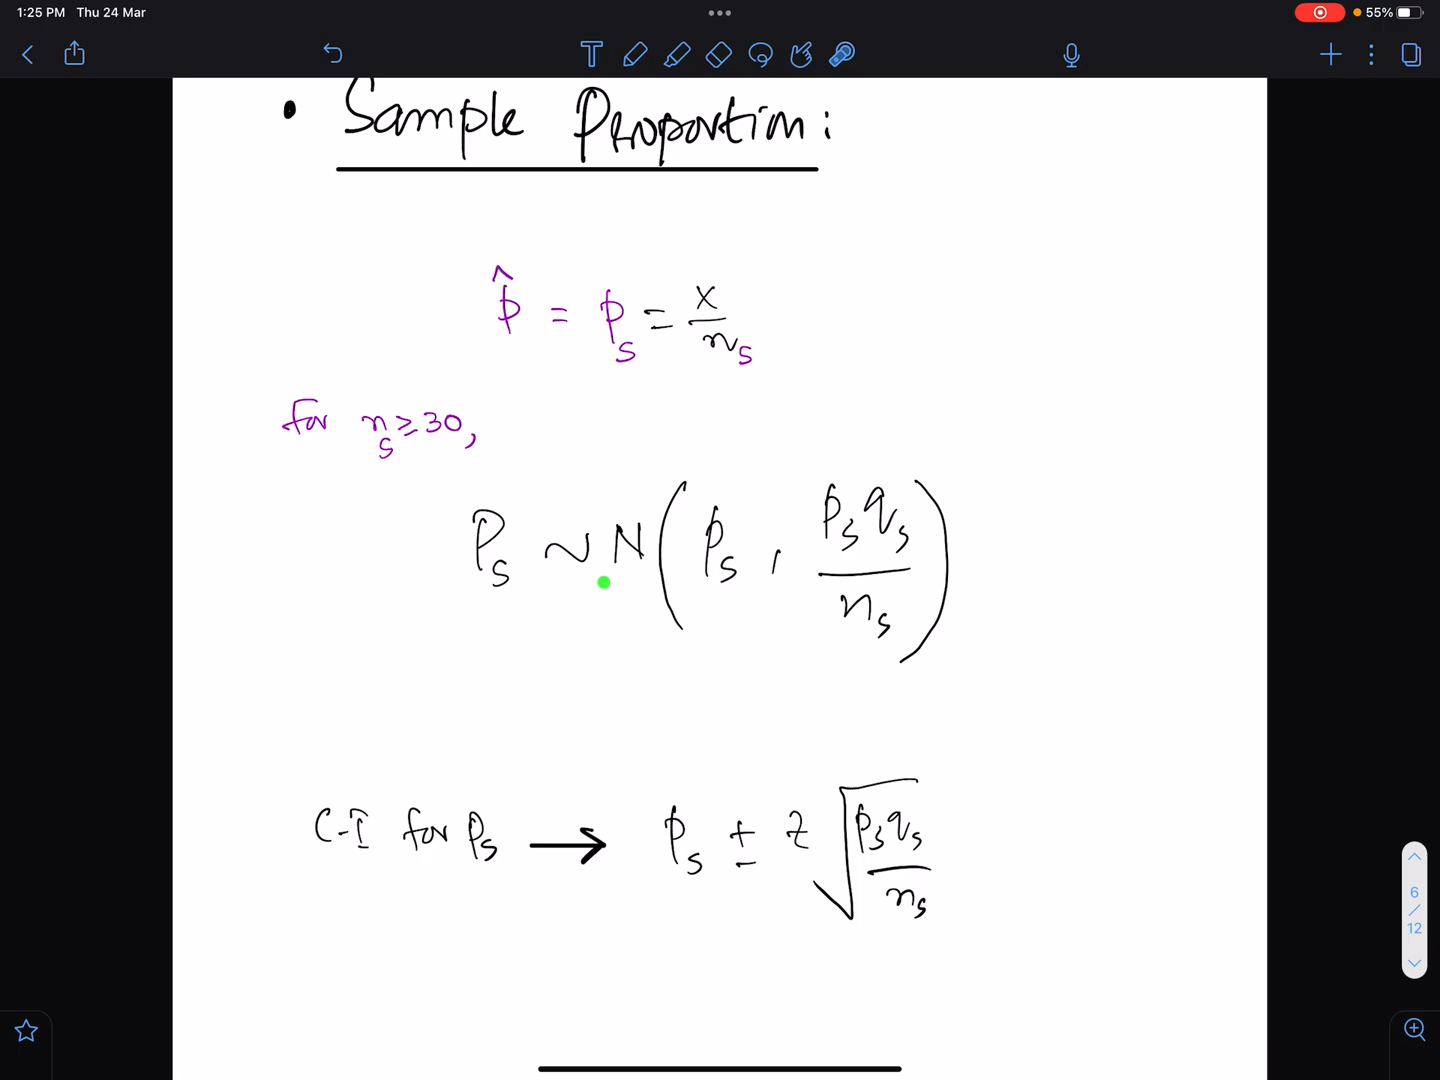 1:25 PM Thu 24 Mar
55%
• Sample Proportion:
p̂ = pₛ = x/nₛ
for nₛ ≥ 30,
Pₛ ~ N(pₛ, pₛqₛ/nₛ)
C-I for Pₛ → pₛ ± z √(pₛqₛ/nₛ)
6
/
12